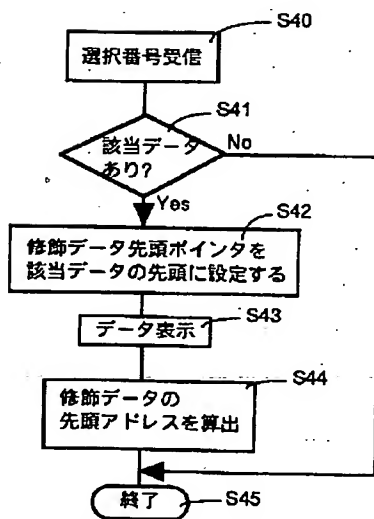 S40
選択番号受信
S41
該当データ
あり?
No
Yes
S42
修飾データ先頭ポインタを
該当データの先頭に設定する
S43
データ表示
S44
修飾データの
先頭アドレスを算出
終了
S45